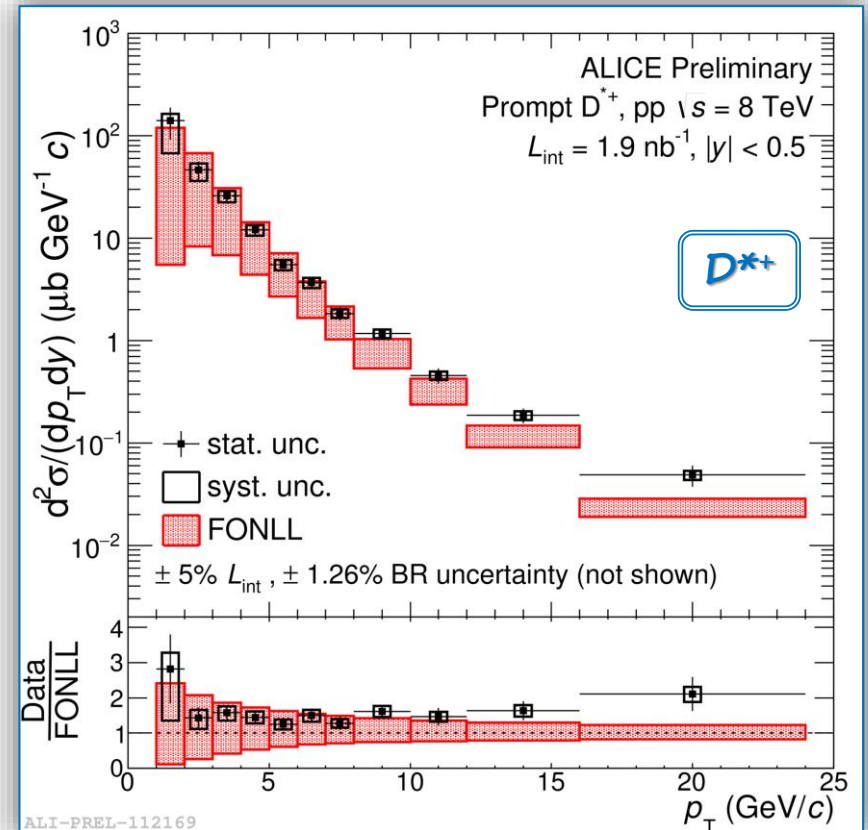 ALICE Preliminary
Prompt D*+, pp √s = 8 TeV
Lint = 1.9 nb-1, |y| < 0.5
D*+
d²σ/(dpTdy) (μb GeV-1 c)
10³
10²
10
1
10-1
10-2
stat. unc.
syst. unc.
FONLL
± 5% Lint , ± 1.26% BR uncertainty (not shown)
Data
FONLL
4
3
2
1
0
0 5 10 15 20 25
pT (GeV/c)
ALI-PREL-112169